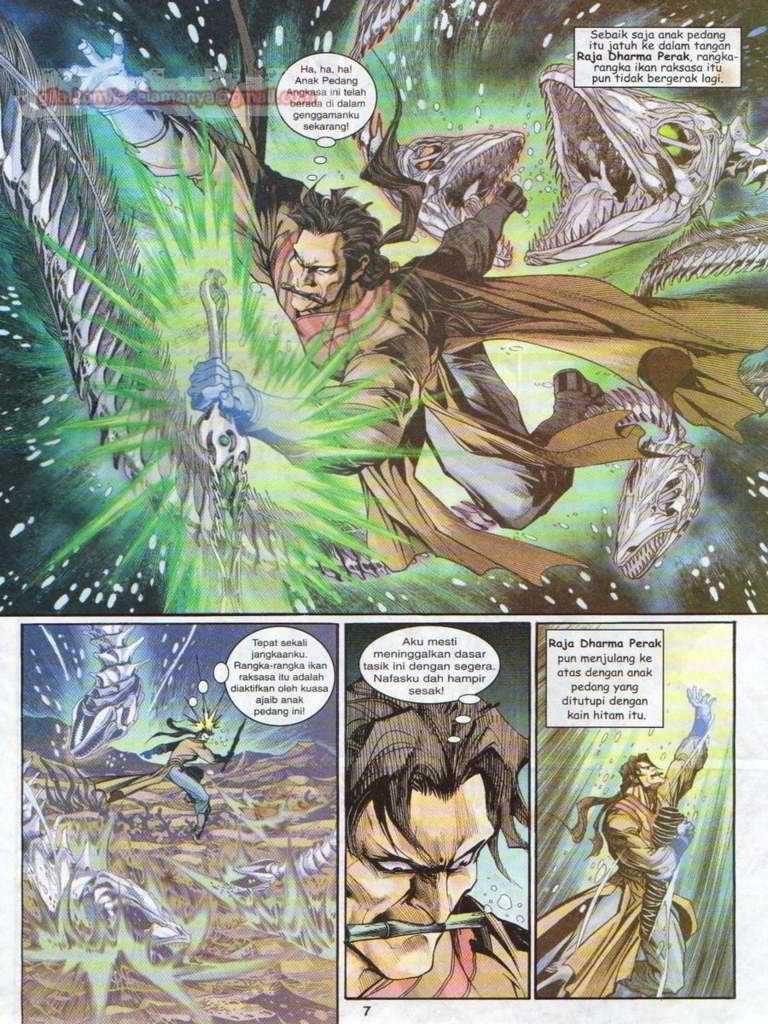 Sebaik saja anak pedang
itu jatuh ke dalam tangan
Raja Dharma Perak, rangka-
rangka ikan raksasa itu
pun tidak bergerak lagi.
Ha, ha, ha!
Anak Pedang
Angkasa ini telah
berada di dalam
genggamanku
sekarang!
Tepat sekali
jangkaanku.
Rangka-rangka ikan
raksasa itu adalah
diaktifkan oleh kuasa
ajaib anak
pedang ini!
Aku mesti
meninggalkan dasar
tasik ini dengan segera.
Nafasku dah hampir
sesak!
Raja Dharma Perak
pun menjulang ke
atas dengan anak
pedang yang
ditutupi dengan
kain hitam itu.
7